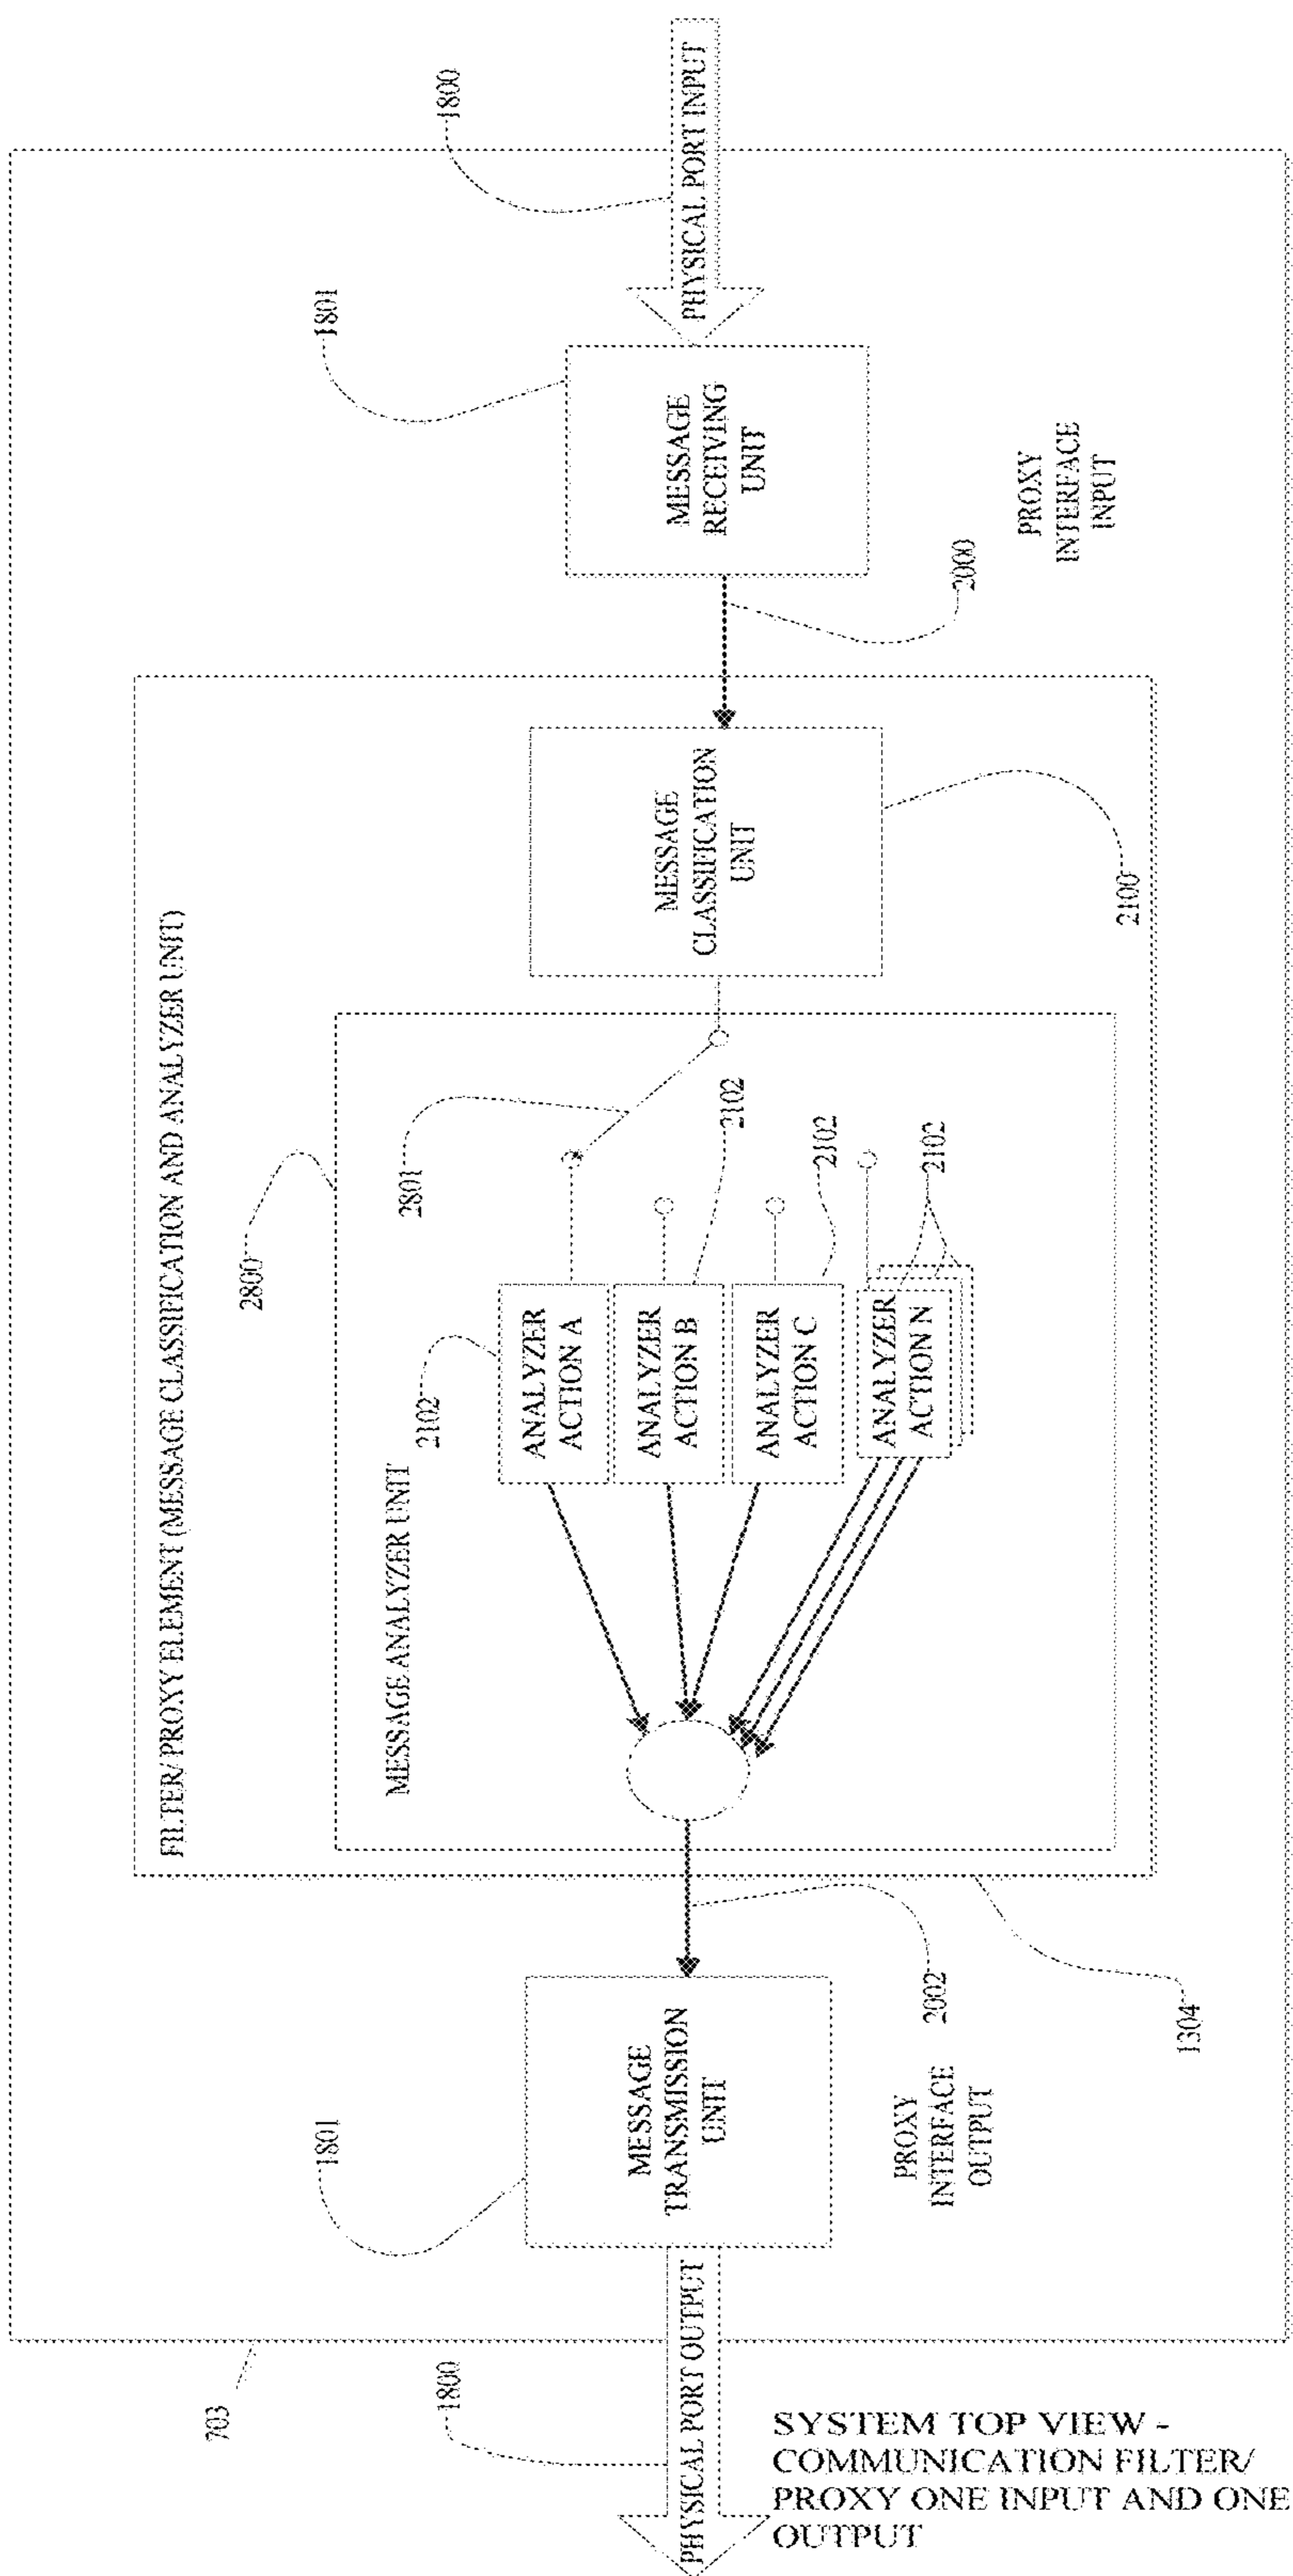 1800
PHYSICAL PORT INPUT
1801
MESSAGE
RECEIVING
UNIT
PROXY
INTERFACE
INPUT
2000
FILTER/ PROXY ELEMENT (MESSAGE CLASSIFICATION AND ANALYZER UNIT)
MESSAGE
CLASSIFICATION
UNIT
2100
2800
MESSAGE ANALYZER UNIT
2801
2102
2102
2102
2102
ANALYZER
ACTION A
ANALYZER
ACTION B
ANALYZER
ACTION C
ANALYZER
ACTION N
2002
1304
1801
MESSAGE
TRANSMISSION
UNIT
PROXY
INTERFACE
OUTPUT
703
1800
PHYSICAL PORT OUTPUT
SYSTEM TOP VIEW -
COMMUNICATION FILTER/
PROXY ONE INPUT AND ONE
OUTPUT